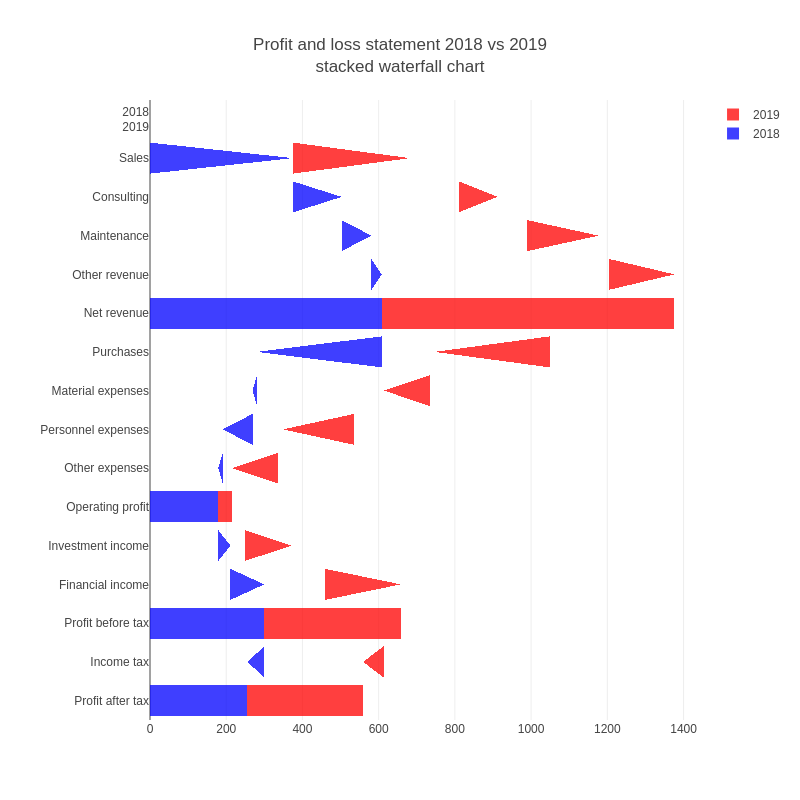 Profit and loss statement 2018 vs 2019
stacked waterfall chart
2018
2019
Sales
Consulting
Maintenance
Other revenue
Net revenue
Purchases
Material expenses
Personnel expenses
Other expenses
Operating profit
Investment income
Financial income
Profit before tax
Income tax
Profit after tax
0 200 400 600 800 1000 1200 1400
2019
2018